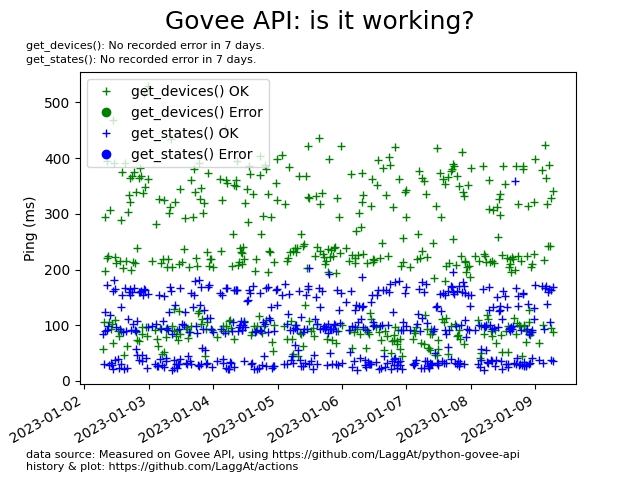 Govee API: is it working?
get_devices(): No recorded error in 7 days.
get_states(): No recorded error in 7 days.
get_devices() OK
get_devices() Error
get_states() OK
get_states() Error
Ping (ms)
500
400
300
200
100
0
2023-01-02
2023-01-03
2023-01-04
2023-01-05
2023-01-06
2023-01-07
2023-01-08
2023-01-09
data source: Measured on Govee API, using https://github.com/LaggAt/python-govee-api
history & plot: https://github.com/LaggAt/actions